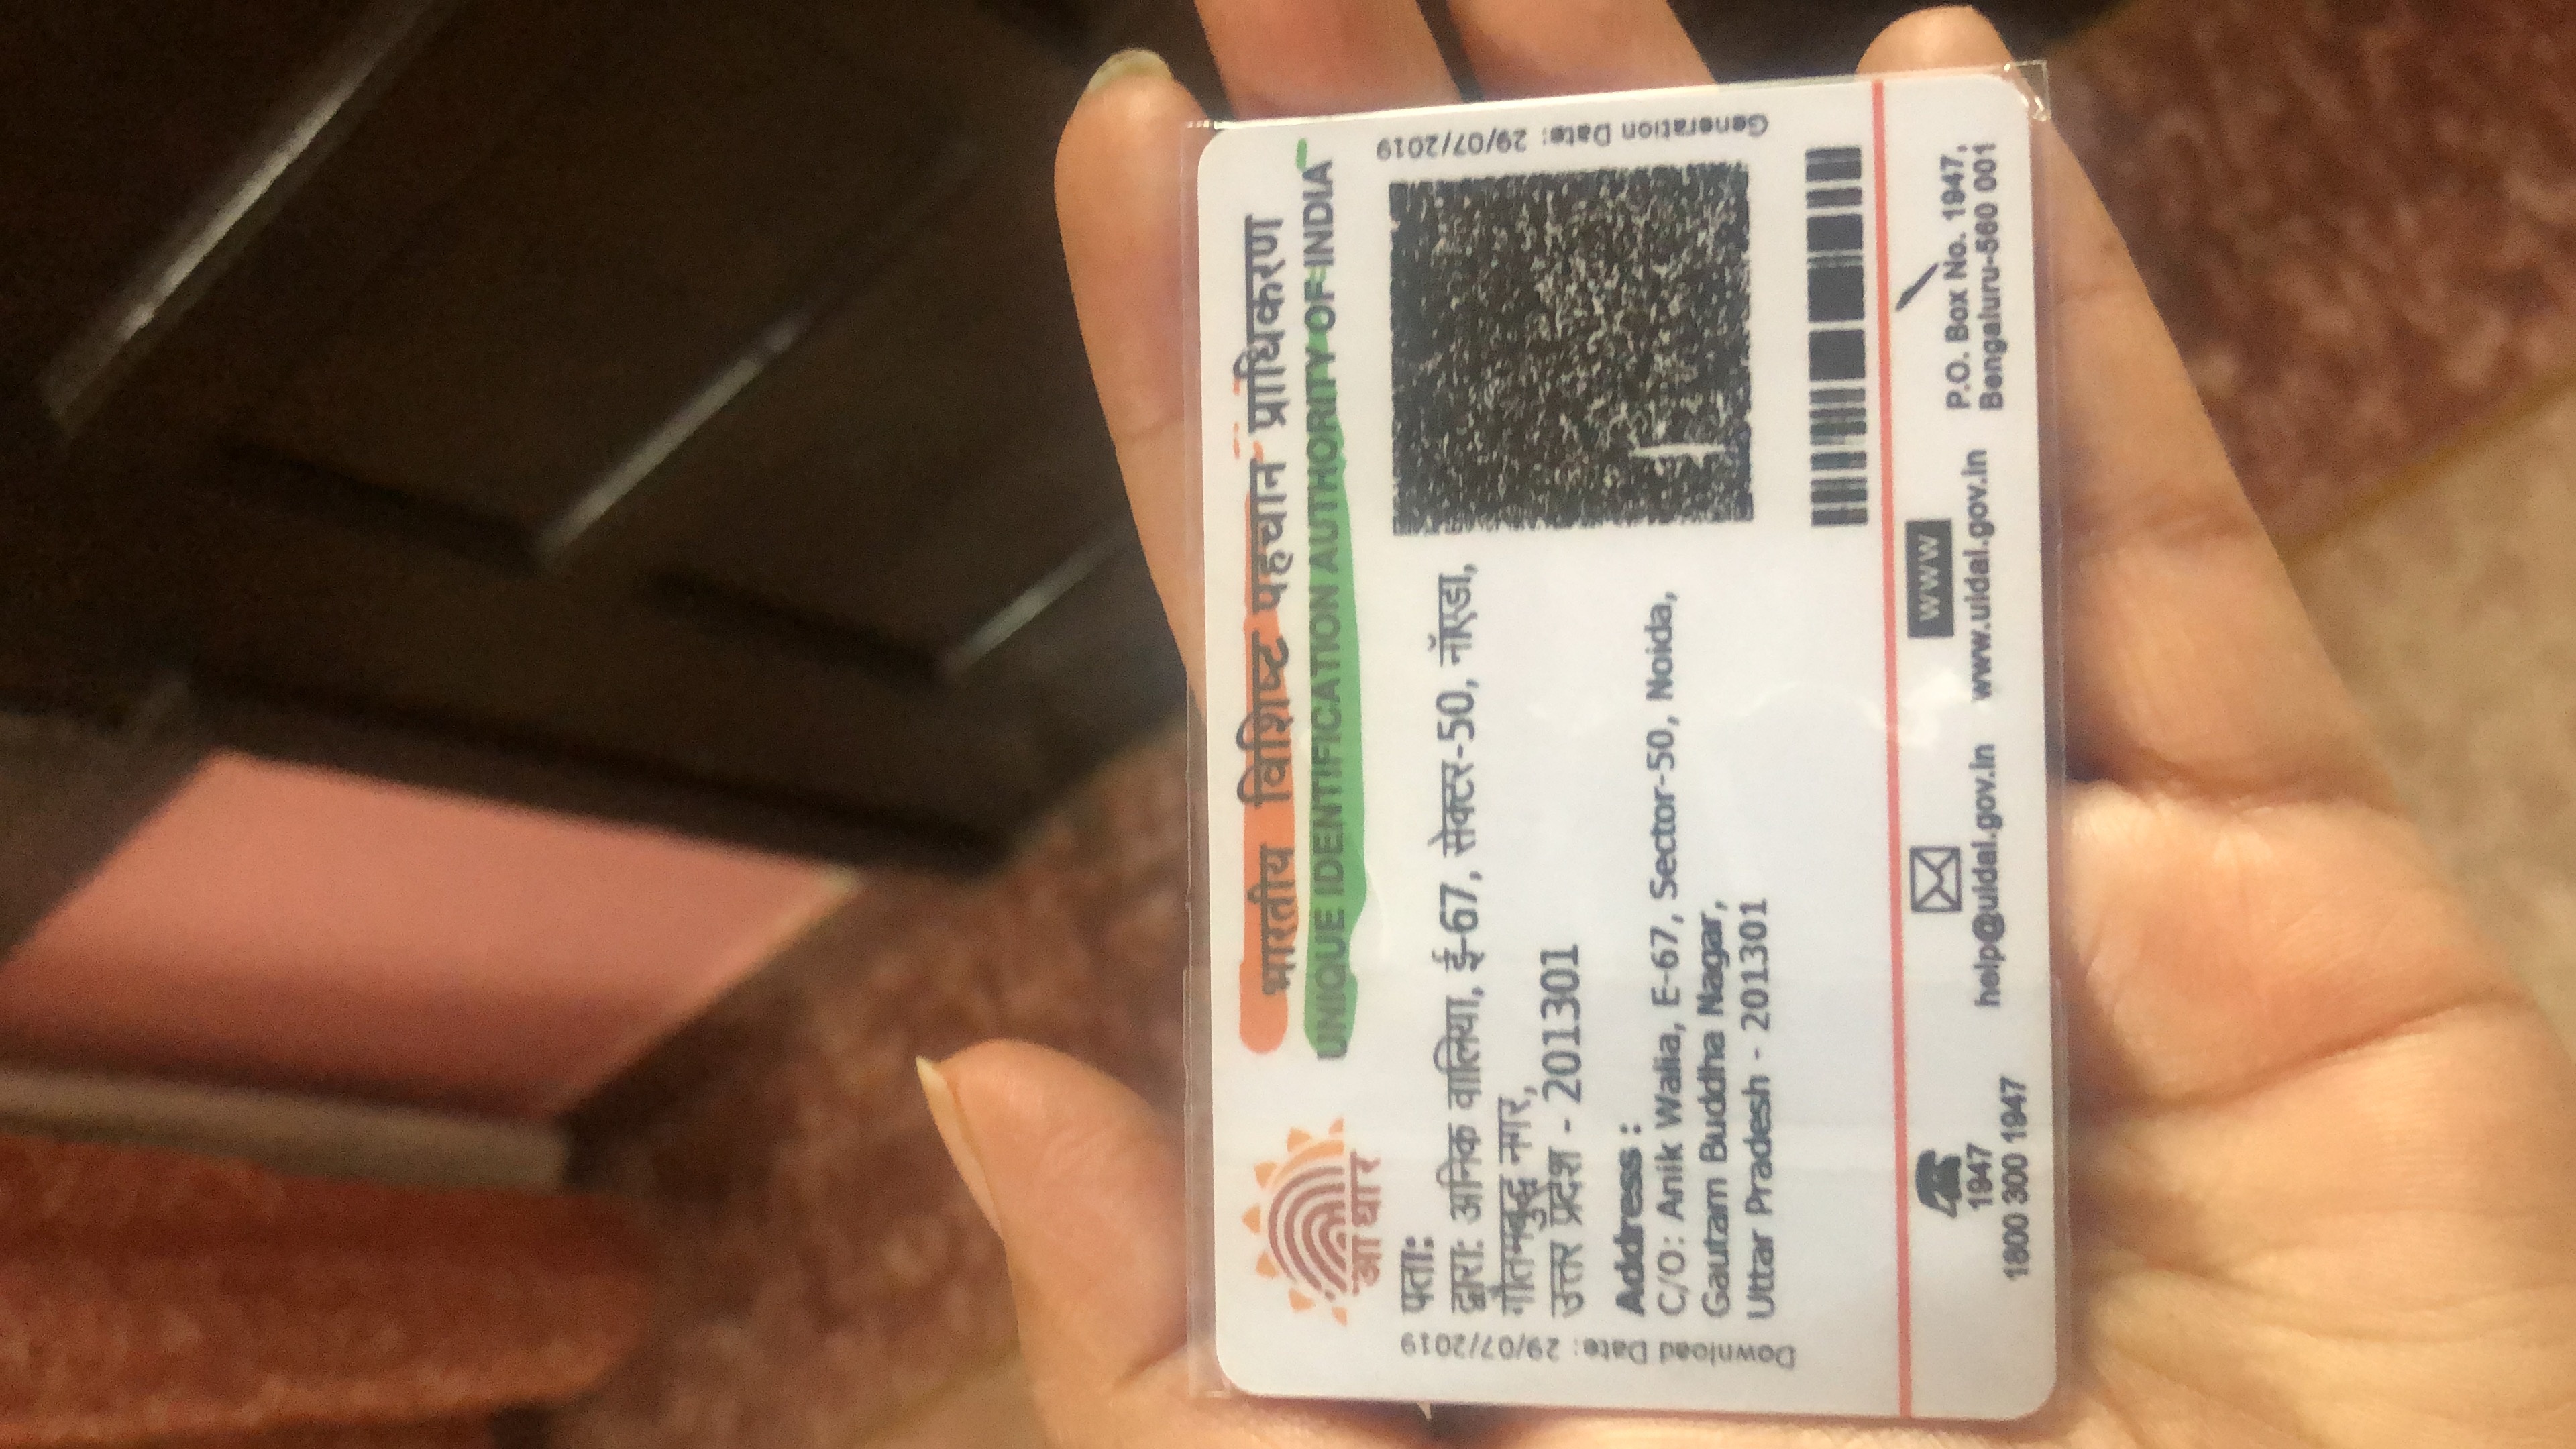 भारतीय विशिष्ट पहचान प्राधिकरण
UNIQUE IDENTIFICATION AUTHORITY OF INDIA
आधार
Download Date: 29/07/2019
Generation Date: 29/07/2019
पता:
द्वारा: अनिक वालिया, ई-67, सेक्टर-50, नॉएडा,
गौतमबुद्ध नगर,
उत्तर प्रदेश - 201301
Address :
C/O: Anik Walia, E-67, Sector-50, Noida,
Gautam Buddha Nagar,
Uttar Pradesh - 201301
1947
1800 300 1947
help@uidai.gov.in
WWW
www.uidai.gov.in
P.O. Box No. 1947,
Bengaluru-560 001